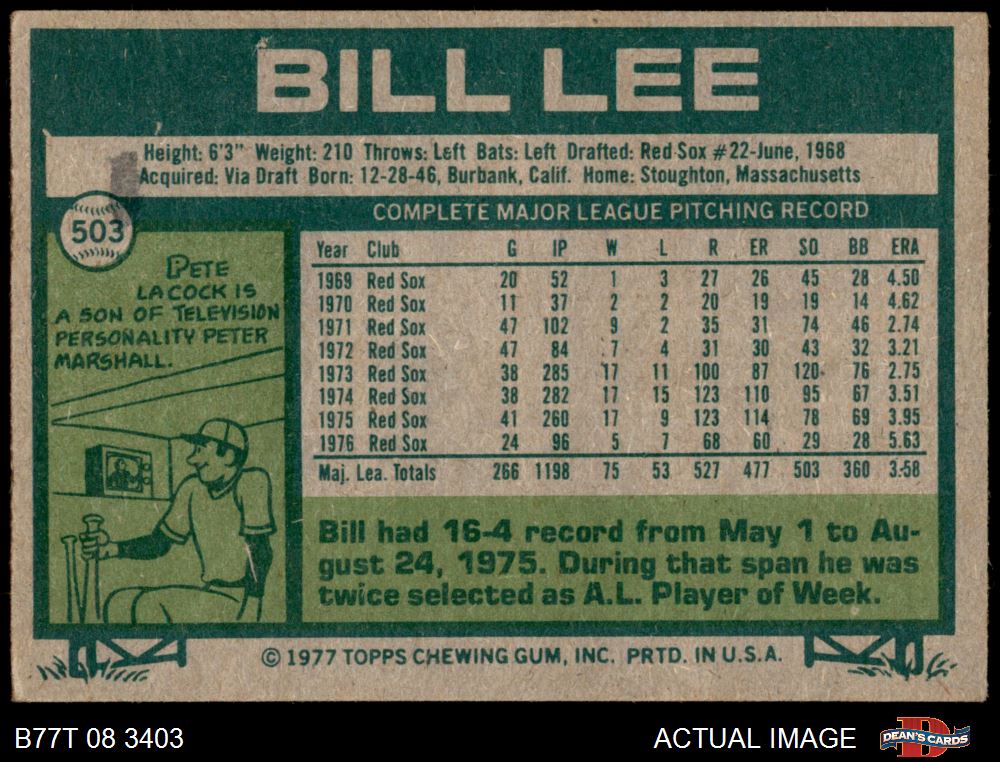 BILL LEE
Height: 6'3" Weight: 210 Throws: Left Bats: Left Drafted: Red Sox #22-June, 1968
Acquired: Via Draft Born: 12-28-46, Burbank, Calif. Home: Stoughton, Massachusetts
503
COMPLETE MAJOR LEAGUE PITCHING RECORD
PETE
LACOCK IS
A SON OF TELEVISION
PERSONALITY PETER
MARSHALL.
Year Club G IP W L R ER SO BB ERA
1969 Red Sox 20 52 1 3 27 26 45 28 4.50
1970 Red Sox 11 37 2 2 20 19 19 14 4.62
1971 Red Sox 47 102 9 2 35 31 74 46 2.74
1972 Red Sox 47 84 7 4 31 30 43 32 3.21
1973 Red Sox 38 285 17 11 100 87 120 76 2.75
1974 Red Sox 38 282 17 15 123 110 95 67 3.51
1975 Red Sox 41 260 17 9 123 114 78 69 3.95
1976 Red Sox 24 96 5 7 68 60 29 28 5.63
Maj. Lea. Totals 266 1198 75 53 527 477 503 360 3.58
Bill had 16-4 record from May 1 to Au-
gust 24, 1975. During that span he was
twice selected as A.L. Player of Week.
© 1977 TOPPS CHEWING GUM, INC. PRTD. IN U.S.A.
B77T 08 3403 ACTUAL IMAGE D DEAN'S CARDS